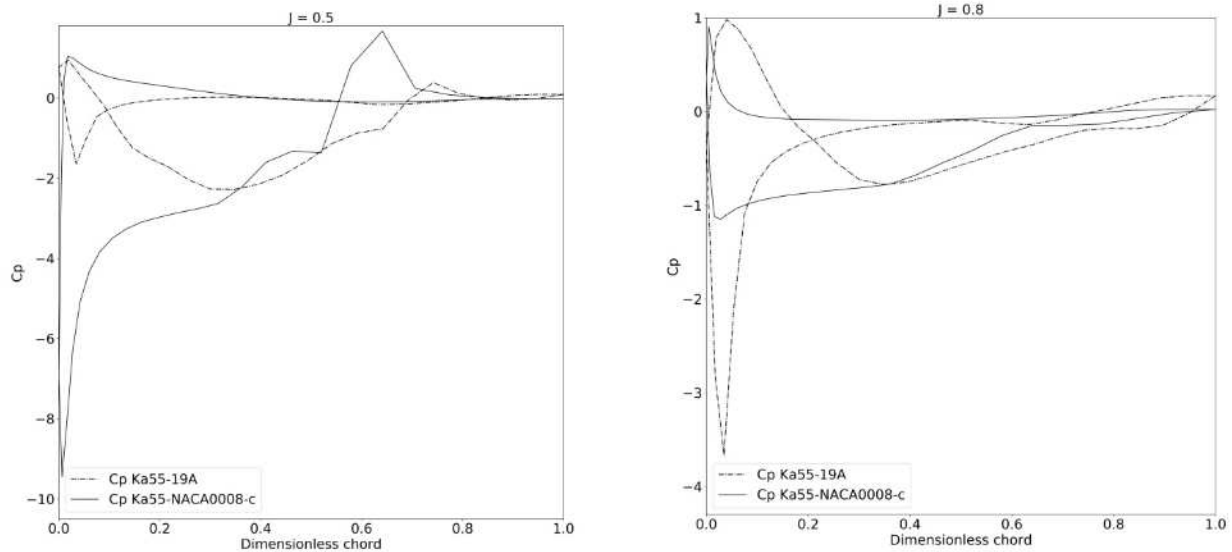 J = 0.5
0
−2
−4
−6
−8
−10
Cp
Cp Ka55-19A
Cp Ka55-NACA0008-c
0.0 0.2 0.4 0.6 0.8 1.0
Dimensionless chord
J = 0.8
1
0
−1
−2
−3
−4
Cp
Cp Ka55-19A
Cp Ka55-NACA0008-c
0.0 0.2 0.4 0.6 0.8 1.0
Dimensionless chord